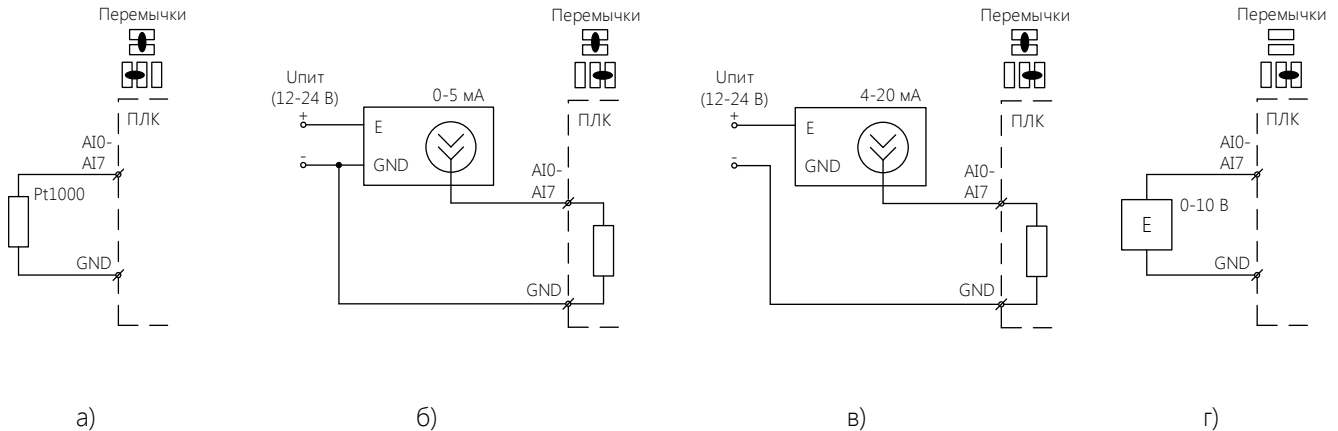 Перемычки
ПЛК
AI0-
AI7
Pt1000
GND
а)
Перемычки
Uпит
(12-24 В)
+
-
0-5 мА
E
GND
ПЛК
AI0-
AI7
GND
б)
Перемычки
Uпит
(12-24 В)
+
-
4-20 мА
E
GND
ПЛК
AI0-
AI7
GND
в)
Перемычки
ПЛК
AI0-
AI7
0-10 В
E
GND
г)